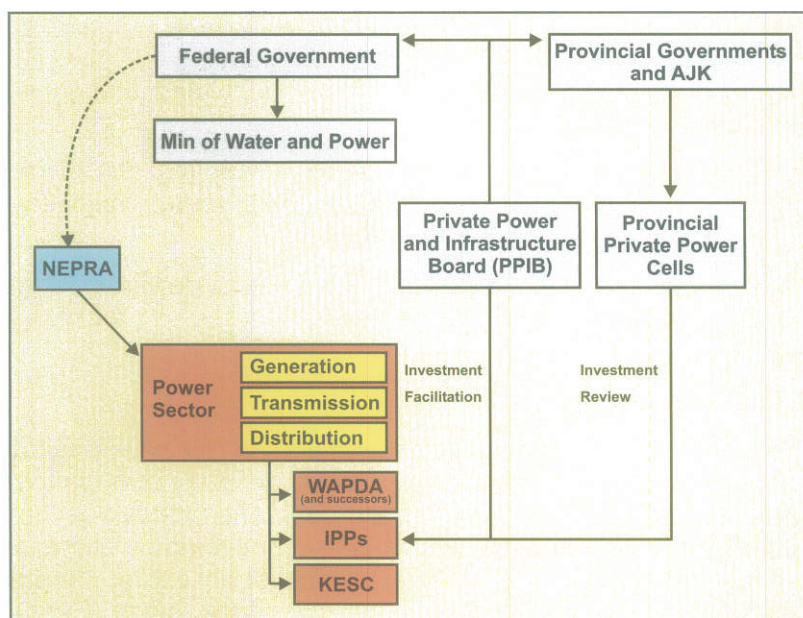 Federal Government
Provincial Governments
and AJK
Min of Water and Power
Private Power
and Infrastructure
Board (PPIB)
Provincial
Private Power
Cells
NEPRA
Power
Sector
Generation
Transmission
Distribution
Investment
Facilitation
Investment
Review
WAPDA
(and successors)
IPPs
KESC